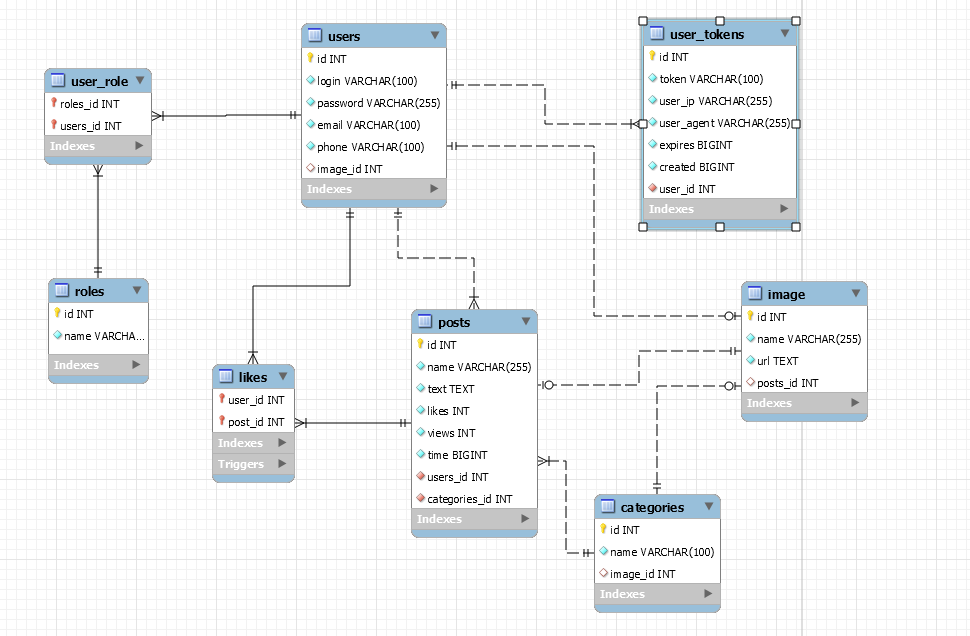 users
id INT
login VARCHAR(100)
password VARCHAR(255)
email VARCHAR(100)
phone VARCHAR(100)
image_id INT
Indexes
user_tokens
id INT
token VARCHAR(100)
user_ip VARCHAR(255)
user_agent VARCHAR(255)
expires BIGINT
created BIGINT
user_id INT
Indexes
user_role
roles_id INT
users_id INT
Indexes
roles
id INT
name VARCHA...
Indexes
likes
user_id INT
post_id INT
Indexes
Triggers
posts
id INT
name VARCHAR(255)
text TEXT
likes INT
views INT
time BIGINT
users_id INT
categories_id INT
Indexes
image
id INT
name VARCHAR(255)
url TEXT
posts_id INT
Indexes
categories
id INT
name VARCHAR(100)
image_id INT
Indexes